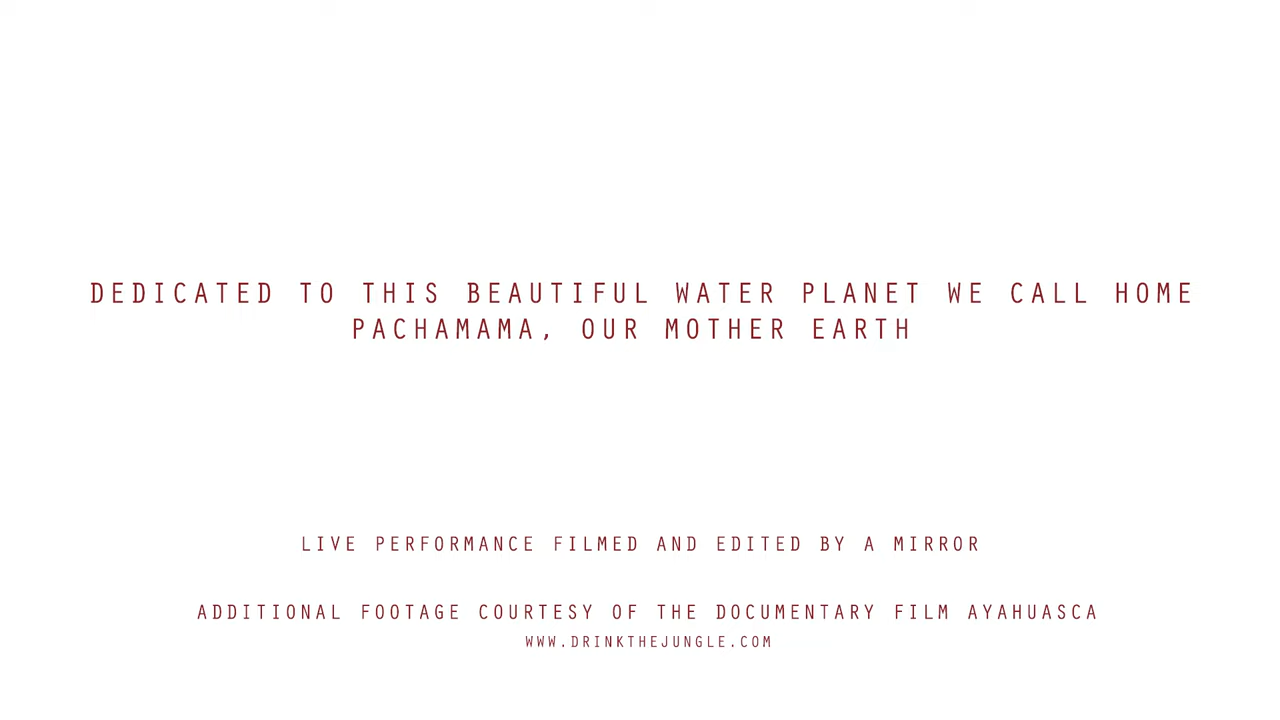 DEDICATED TO THIS BEAUTIFUL WATER PLANET WE CALL HOME
PACHAMAMA, OUR MOTHER EARTH
LIVE PERFORMANCE FILMED AND EDITED BY A MIRROR
ADDITIONAL FOOTAGE COURTESY OF THE DOCUMENTARY FILM AYAHUASCA
WWW.DRINKTHEJUNGLE.COM